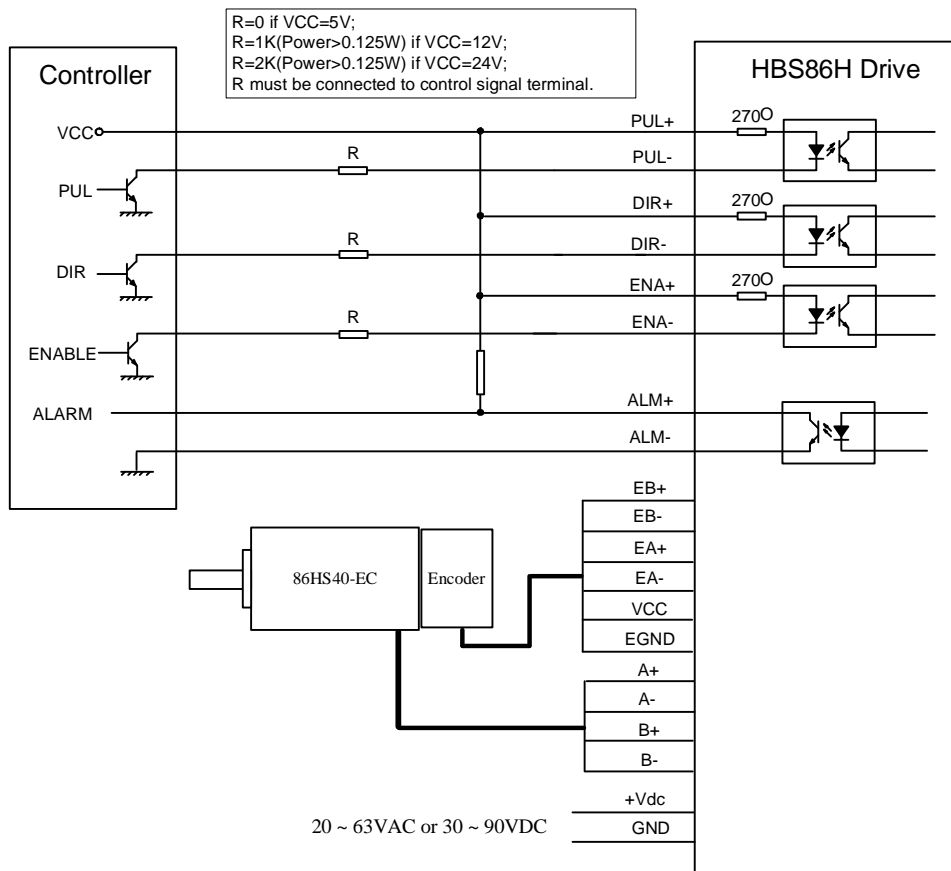 R=0 if VCC=5V;
R=1K(Power>0.125W) if VCC=12V;
R=2K(Power>0.125W) if VCC=24V;
R must be connected to control signal terminal.
Controller
HBS86H Drive
VCC
PUL+
270O
R
PUL-
PUL
DIR+
270O
R
DIR-
DIR
ENA+
270O
R
ENA-
ENABLE
ALARM
ALM+
ALM-
EB+
EB-
EA+
86HS40-EC
Encoder
EA-
VCC
EGND
A+
A-
B+
B-
+Vdc
20 ~ 63VAC or 30 ~ 90VDC
GND